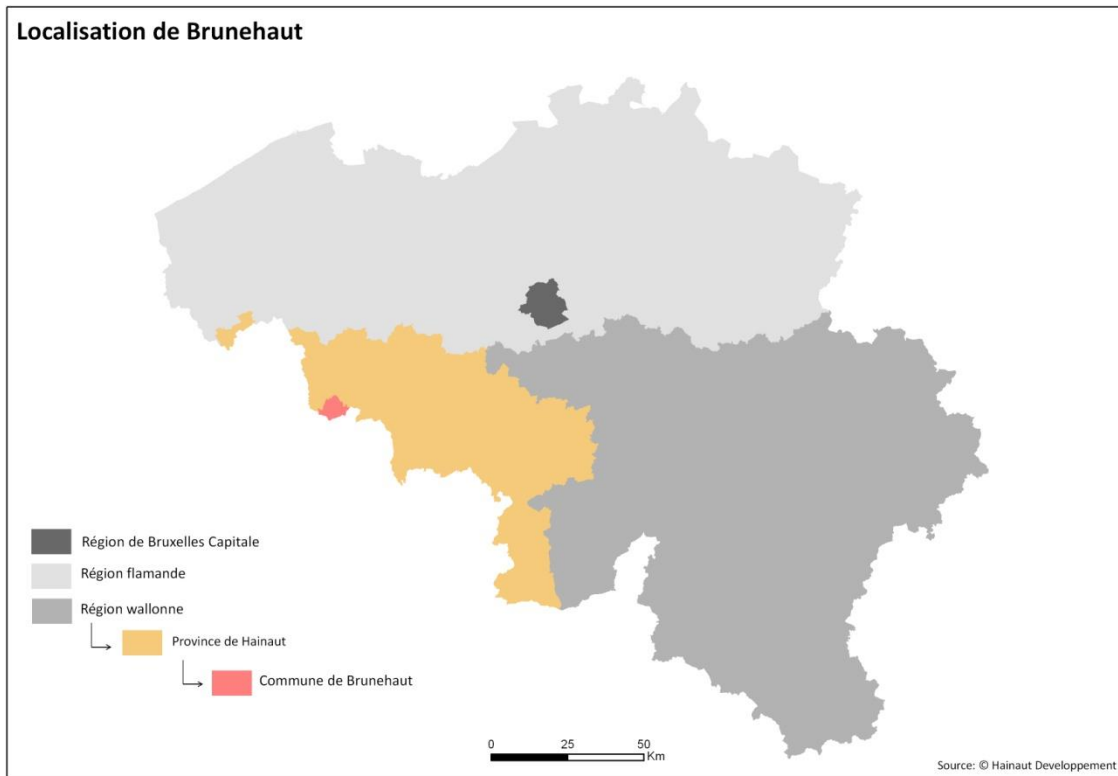 Localisation de Brunehaut
Région de Bruxelles Capitale
Région flamande
Région wallonne
Province de Hainaut
Commune de Brunehaut
0 25 50
Km
Source: © Hainaut Developpement